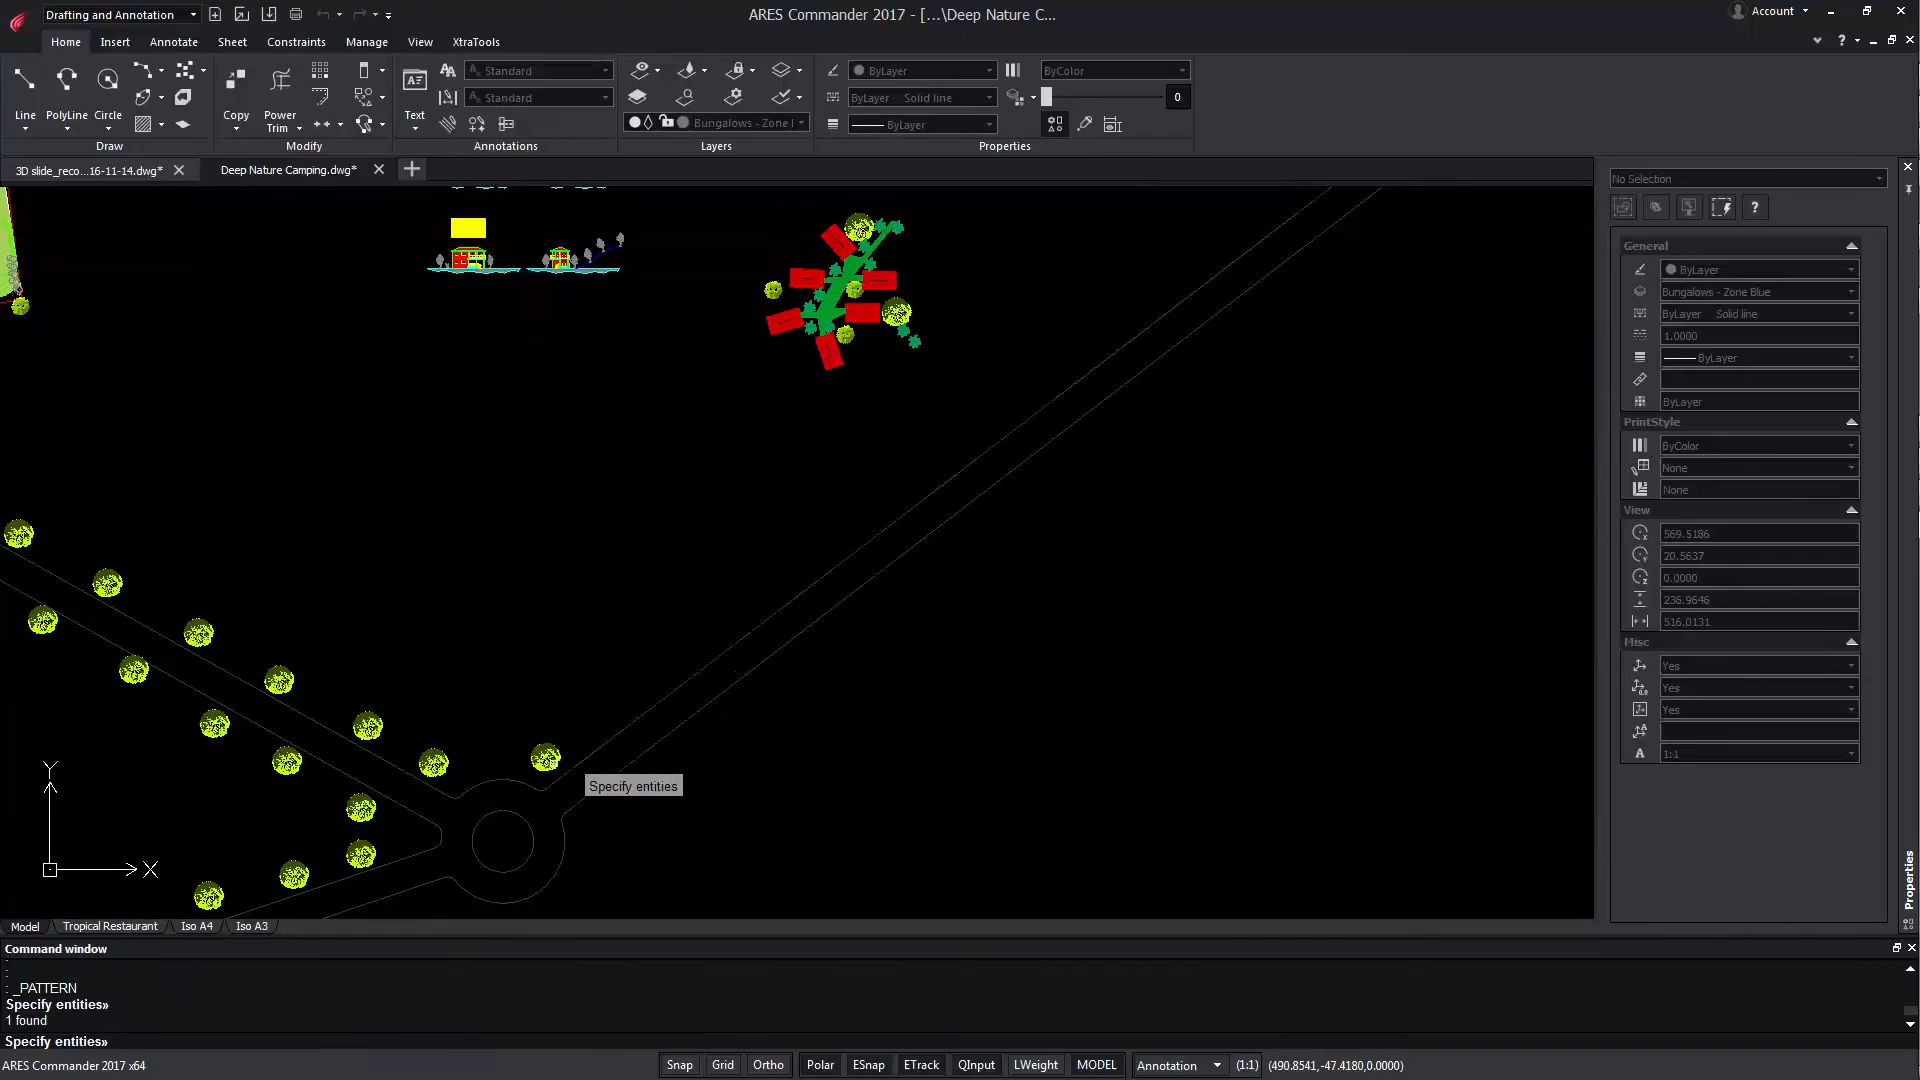 Drafting and Annotation
ARES Commander 2017 - [...\Deep Nature C...
Account
Home Insert Annotate Sheet Constraints Manage View XtraTools
Standard
ByLayer
ByColor
Standard
ByLayer Solid line
0
Line PolyLine Circle
Copy Power Trim
Text
Bungalows - Zone
ByLayer
Draw Modify Annotations Layers Properties
3D slide_reco...16-11-14.dwg*
Deep Nature Camping.dwg*
No Selection
General
ByLayer
Bungalows - Zone Blue
ByLayer Solid line
1.0000
ByLayer
ByLayer
PrintStyle
ByColor
None
None
View
569.5186
20.5637
0.0000
236.9646
516.0131
Misc
Yes
Yes
Yes
1:1
Properties
Specify entities
Y
X
Model Tropical Restaurant Iso A4 Iso A3
Command window
:
:
: _PATTERN
Specify entities»
1 found
Specify entities»
ARES Commander 2017 x64
Snap Grid Ortho Polar ESnap ETrack QInput LWeight MODEL Annotation (1:1) (490.8541,-47.4180,0.0000)